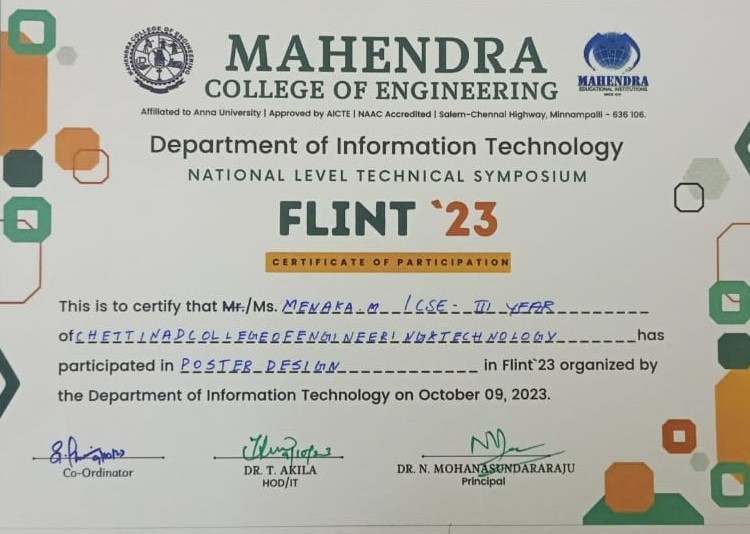 MAHENDRA COLLEGE OF ENGINEERING
MAHENDRA
COLLEGE OF ENGINEERING
MAHENDRA
EDUCATIONAL INSTITUTIONS
Affiliated to Anna University | Approved by AICTE | NAAC Accredited | Salem-Chennai Highway, Minnampalli - 636 106.
Department of Information Technology
NATIONAL LEVEL TECHNICAL SYMPOSIUM
FLINT `23
CERTIFICATE OF PARTICIPATION
This is to certify that Mr./Ms. MENAKA.M / CSE - III YEAR
of CHETTINAD COLLEGE OF ENGINEERING & TECHNOLOGY has
participated in POSTER DESIGN in Flint`23 organized by
the Department of Information Technology on October 09, 2023.
Co-Ordinator
DR. T. AKILA
HOD/IT
DR. N. MOHANASUNDARARAJU
Principal